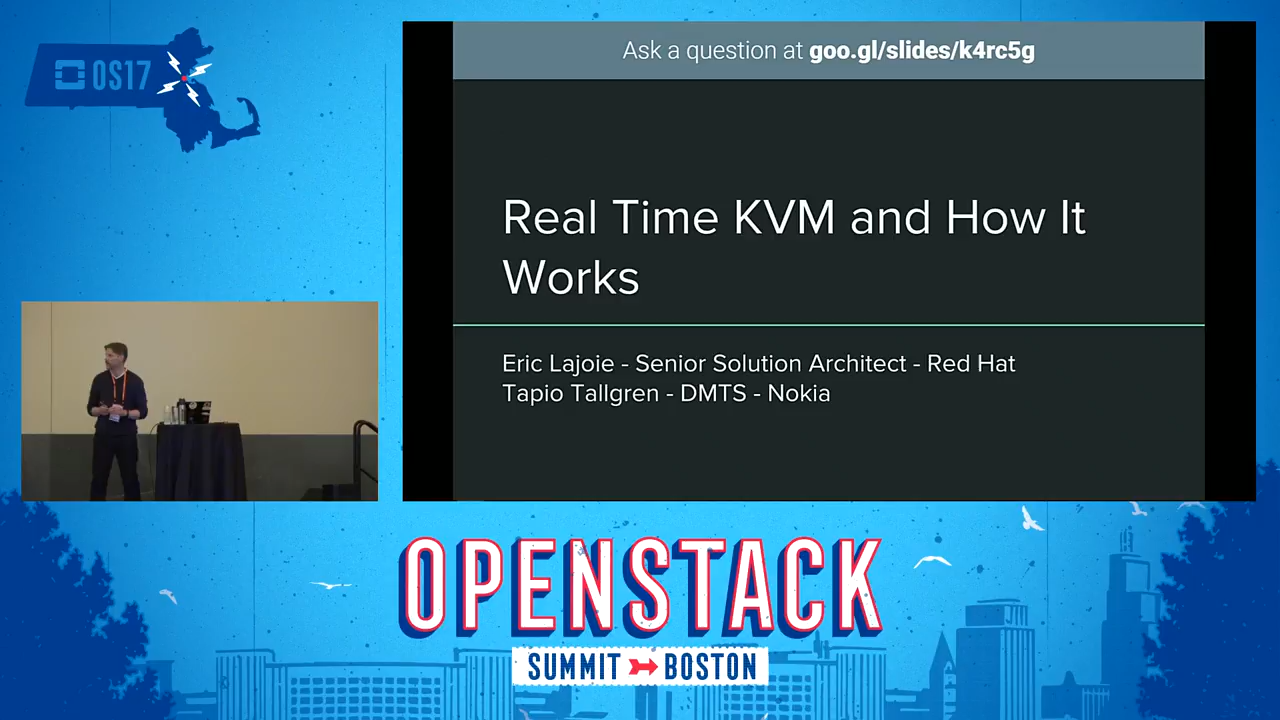 OS17
Ask a question at goo.gl/slides/k4rc5g
Real Time KVM and How It
Works
Eric Lajoie - Senior Solution Architect - Red Hat
Tapio Tallgren - DMTS - Nokia
OPENSTACK
SUMMIT BOSTON